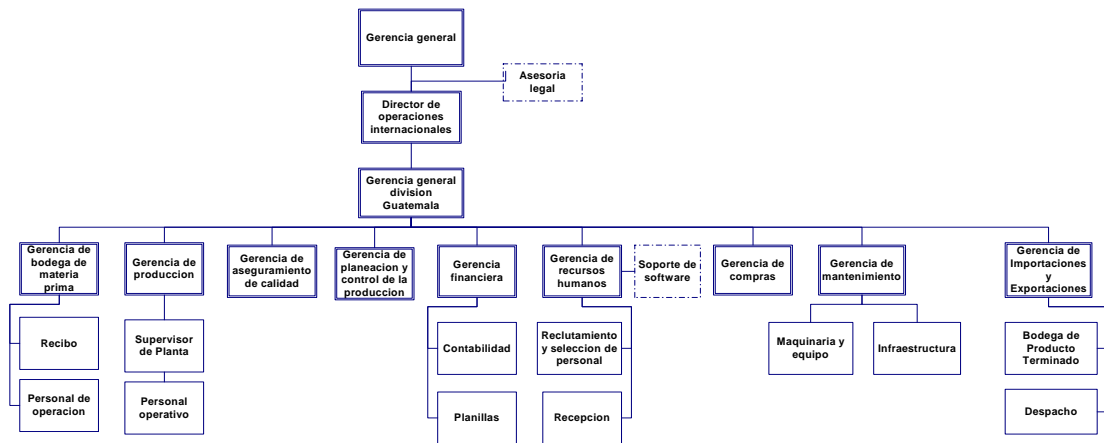 Gerencia general
Asesoria
legal
Director de
operaciones
internacionales
Gerencia general
division
Guatemala
Gerencia de
bodega de
materia
prima
Gerencia de
produccion
Gerencia de
aseguramiento
de calidad
Gerencia de
planeacion y
control de la
produccion
Gerencia
financiera
Gerencia de
recursos
humanos
Soporte de
software
Gerencia de
compras
Gerencia de
mantenimiento
Gerencia de
Importaciones
y
Exportaciones
Recibo
Supervisor
de Planta
Contabilidad
Reclutamiento
y seleccion de
personal
Maquinaria y
equipo
Infraestructura
Bodega de
Producto
Terminado
Personal de
operacion
Personal
operativo
Planillas
Recepcion
Despacho